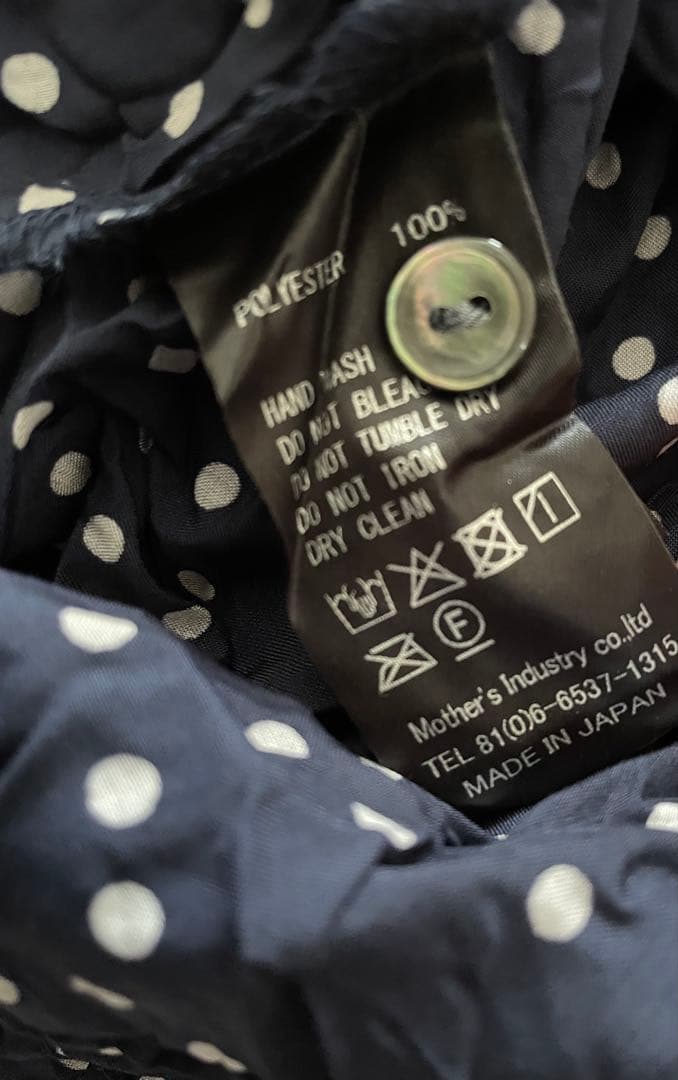 POLYESTER 100%
HAND WASH
DO NOT BLEAC
DO NOT TUMBLE DRY
DO NOT IRON
DRY CLEAN
F
Mother's Industry co.,ltd
TEL 81(0)6-6537-1315
MADE IN JAPAN